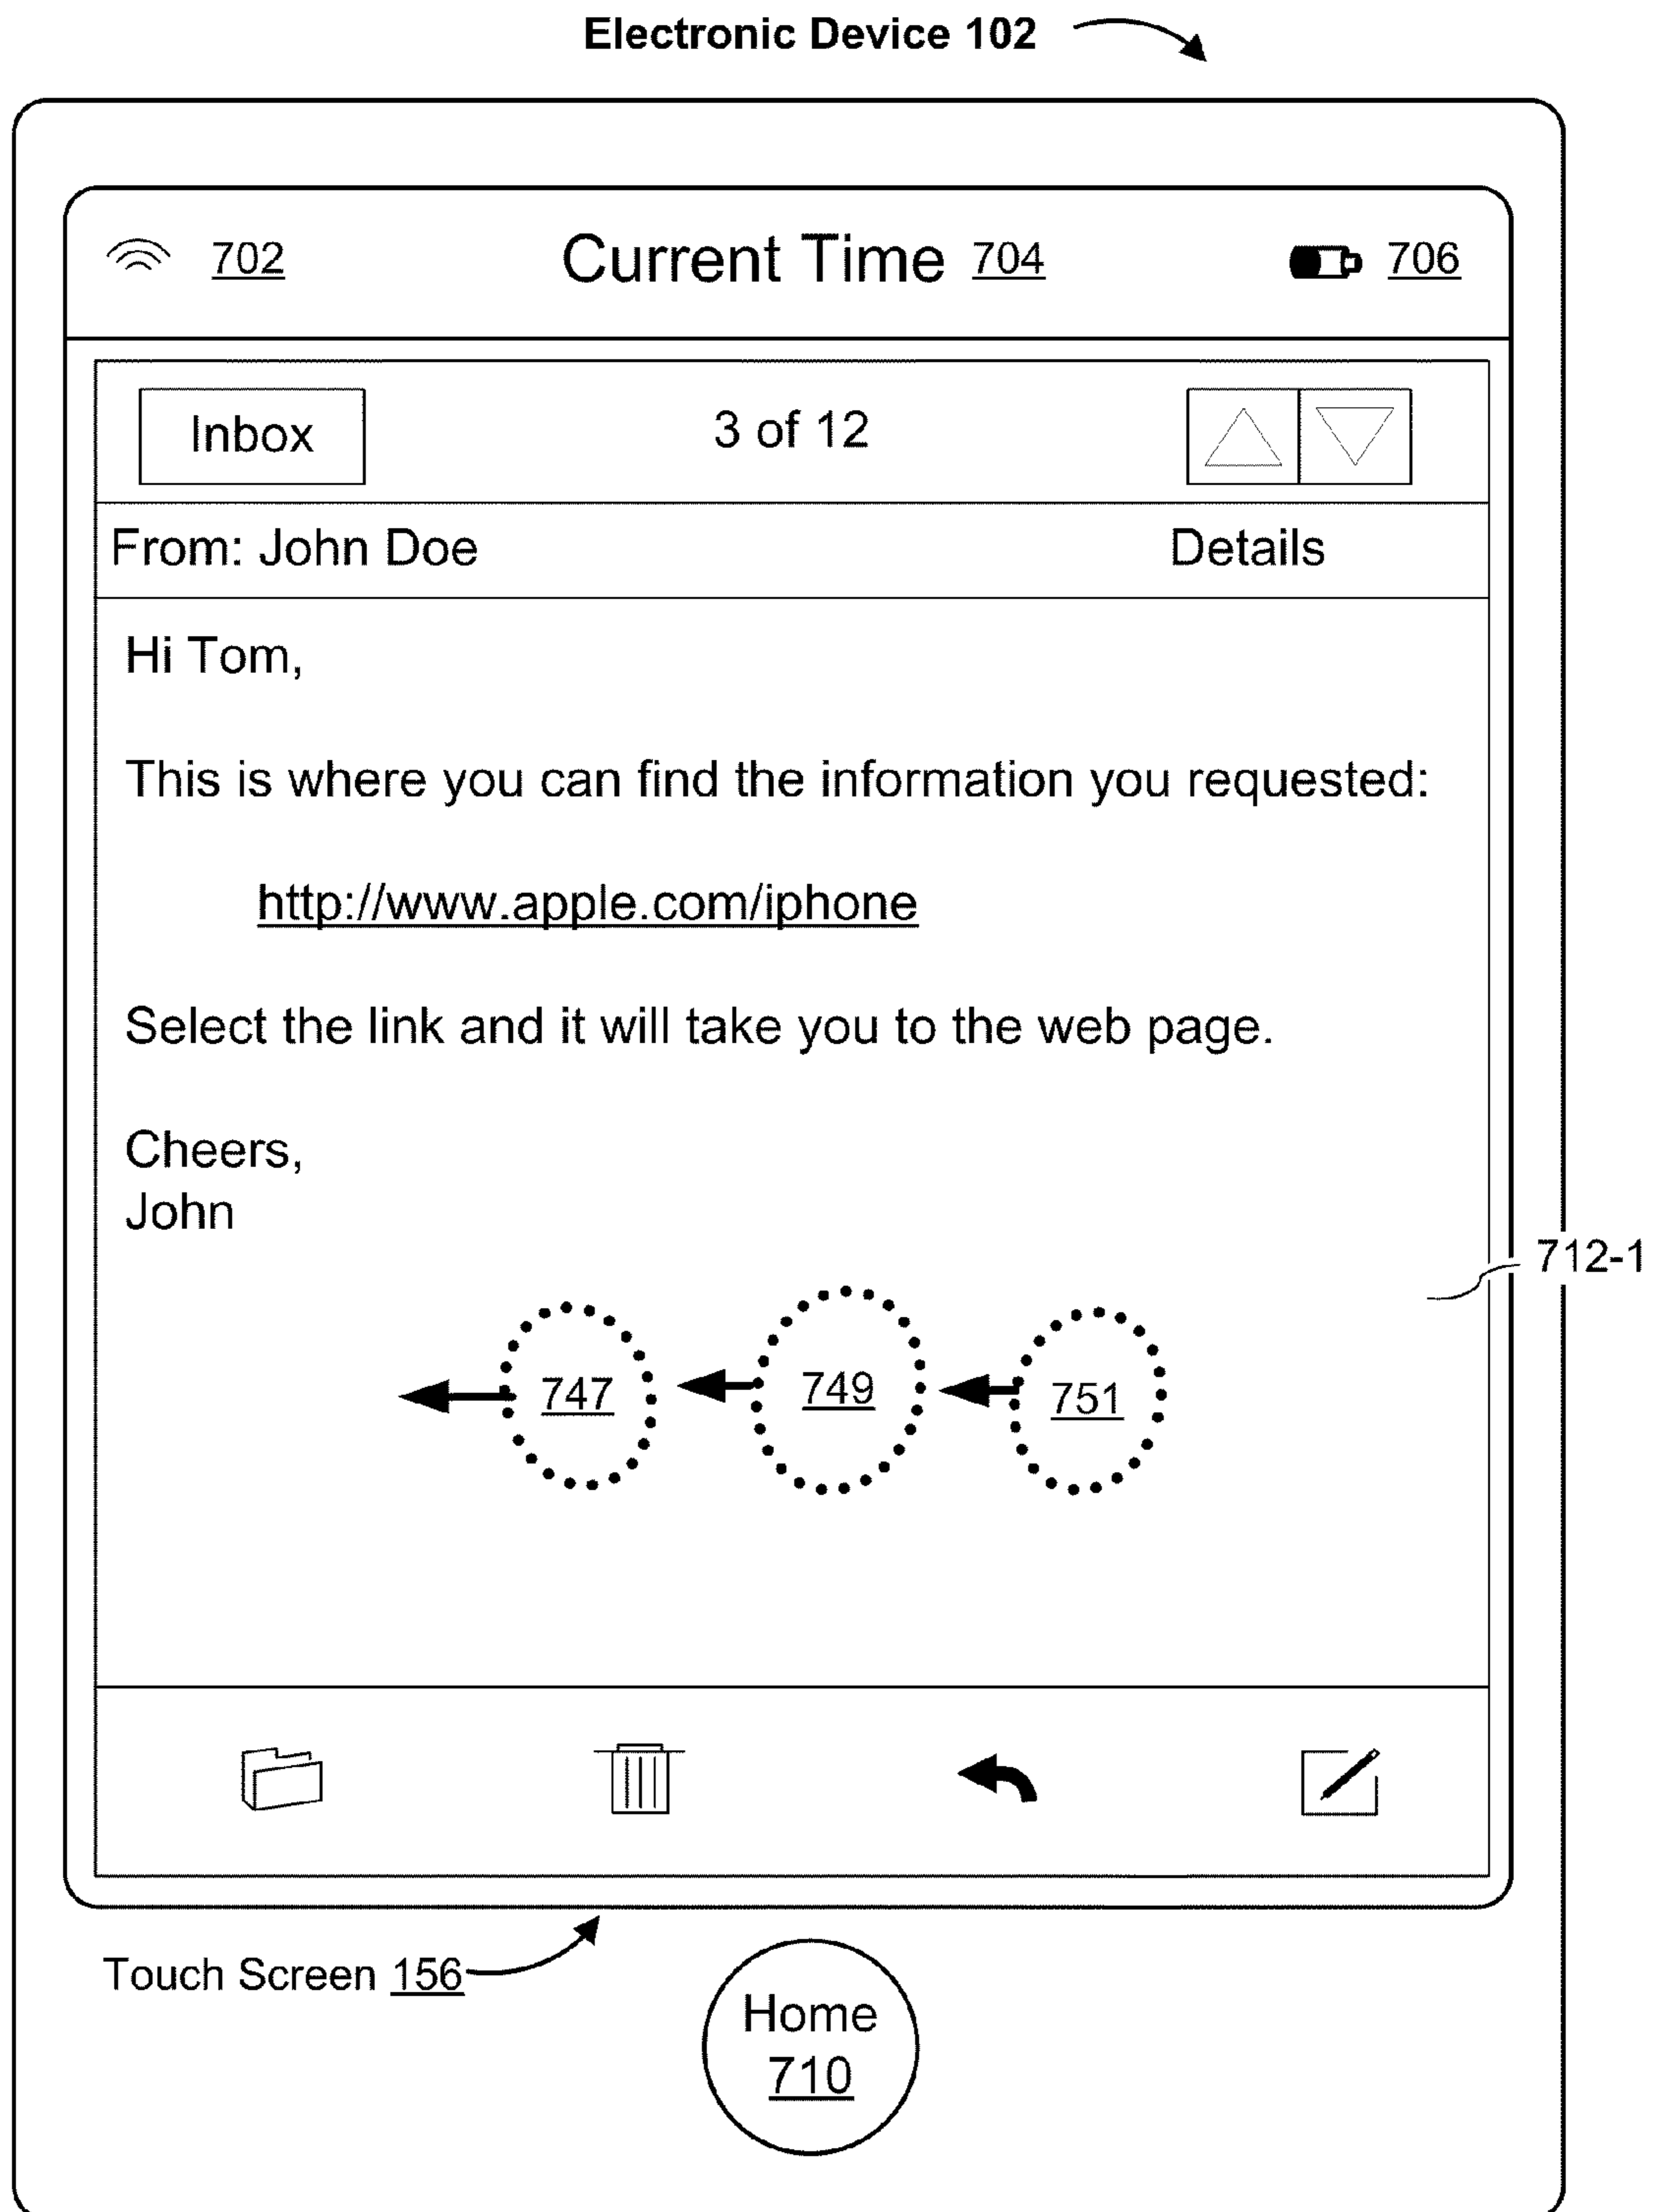 Electronic Device 102
702 Current Time 704 706
Inbox 3 of 12
From: John Doe Details
Hi Tom,
This is where you can find the information you requested:
http://www.apple.com/iphone
Select the link and it will take you to the web page.
Cheers,
John
712-1
747 749 751
Touch Screen 156
Home
710